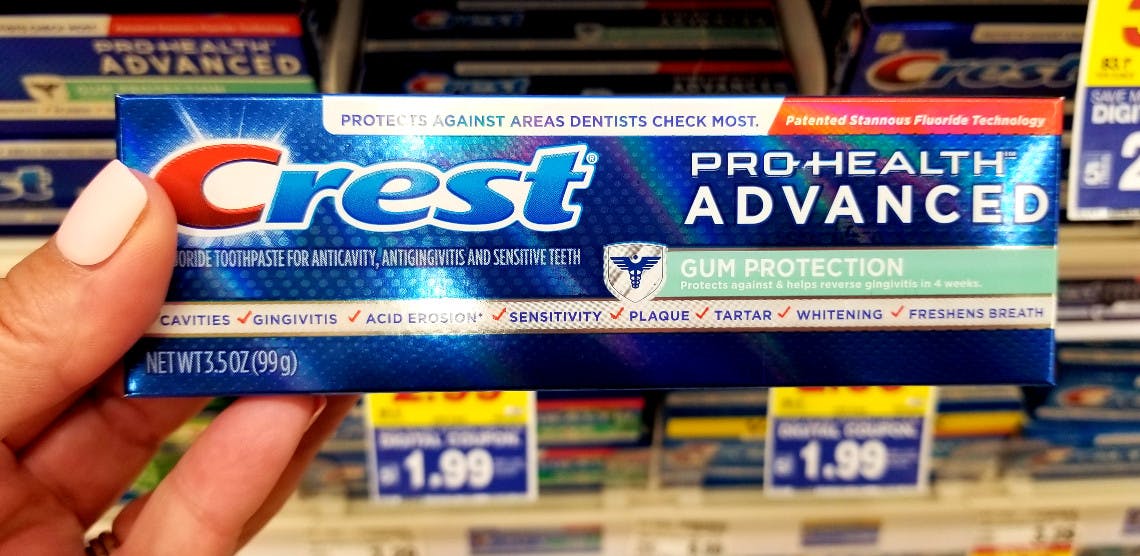 PRO-HEALTH
ADVANCED
Crest
SAVE
DIGI
PROTECTS AGAINST AREAS DENTISTS CHECK MOST.
Patented Stannous Fluoride Technology
Crest®
PRO-HEALTH™
ADVANCED
TOOTHPASTE FOR ANTICAVITY, ANTIGINGIVITIS AND SENSITIVE TEETH
GUM PROTECTION
Protects against & helps reverse gingivitis in 4 weeks.
CAVITIES ✓GINGIVITIS ✓ACID EROSION* ✓SENSITIVITY ✓PLAQUE ✓TARTAR ✓WHITENING ✓FRESHENS BREATH
NET WT 3.5 OZ (99 g)
DIGITAL COUPON
1.99
DIGITAL COUPON
1.99